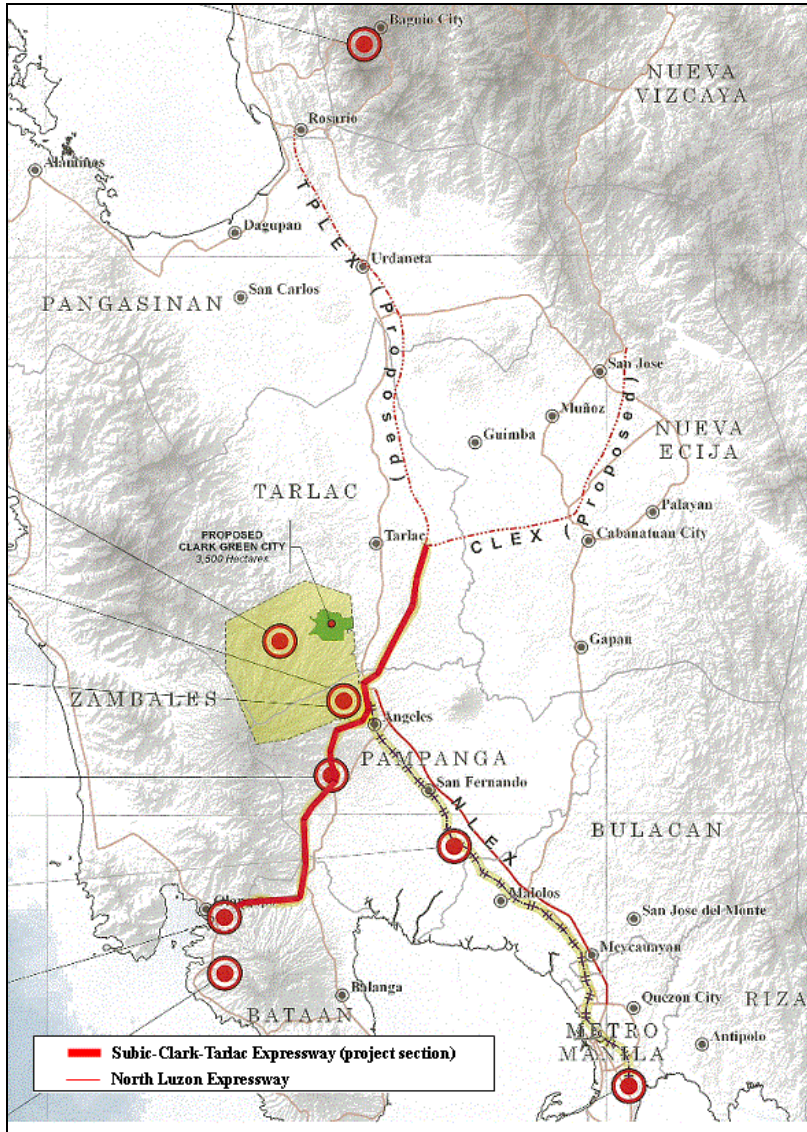 Baguio City
NUEVA
VIZCAYA
Rosario
Alaminos
Dagupan
TPLEX (Proposed)
Urdaneta
San Carlos
PANGASINAN
San Jose
Muñoz
Guimba
NUEVA
ECIJA
TARLAC
Palayan
PROPOSED
CLARK GREEN CITY
3,500 Hectares
Tarlac
CLEX (Proposed)
Cabanatuan City
Gapan
ZAMBALES
Angeles
PAMPANGA
San Fernando
NLEX
BULACAN
Malolos
San Jose del Monte
Meycauayan
Balanga
Quezon City
RIZA
BATAAN
METRO
MANILA
Antipolo
Subic-Clark-Tarlac Expressway (project section)
North Luzon Expressway